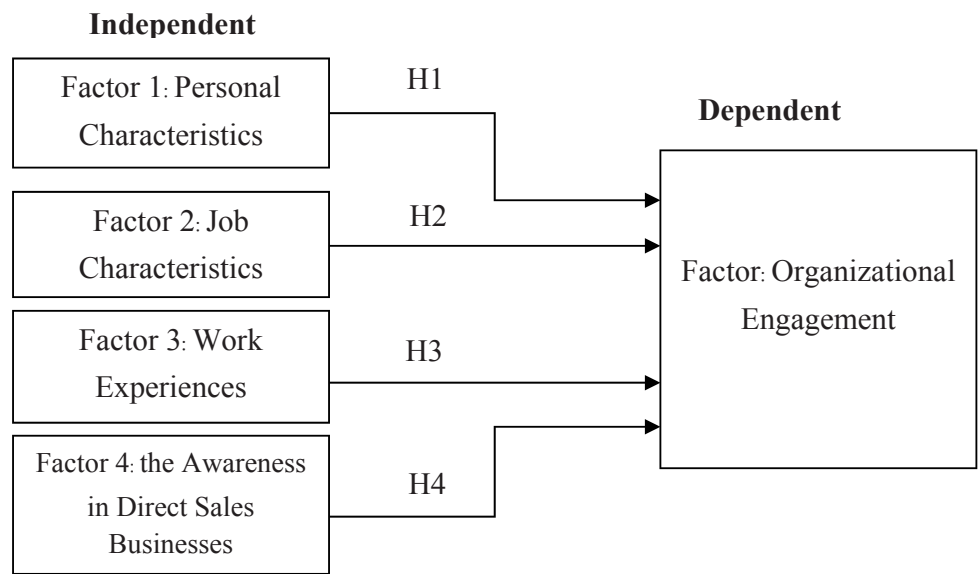 Independent
Factor 1: Personal
Characteristics
H1
Dependent
Factor 2: Job
Characteristics
H2
Factor: Organizational
Engagement
Factor 3: Work
Experiences
H3
Factor 4: the Awareness
in Direct Sales
Businesses
H4